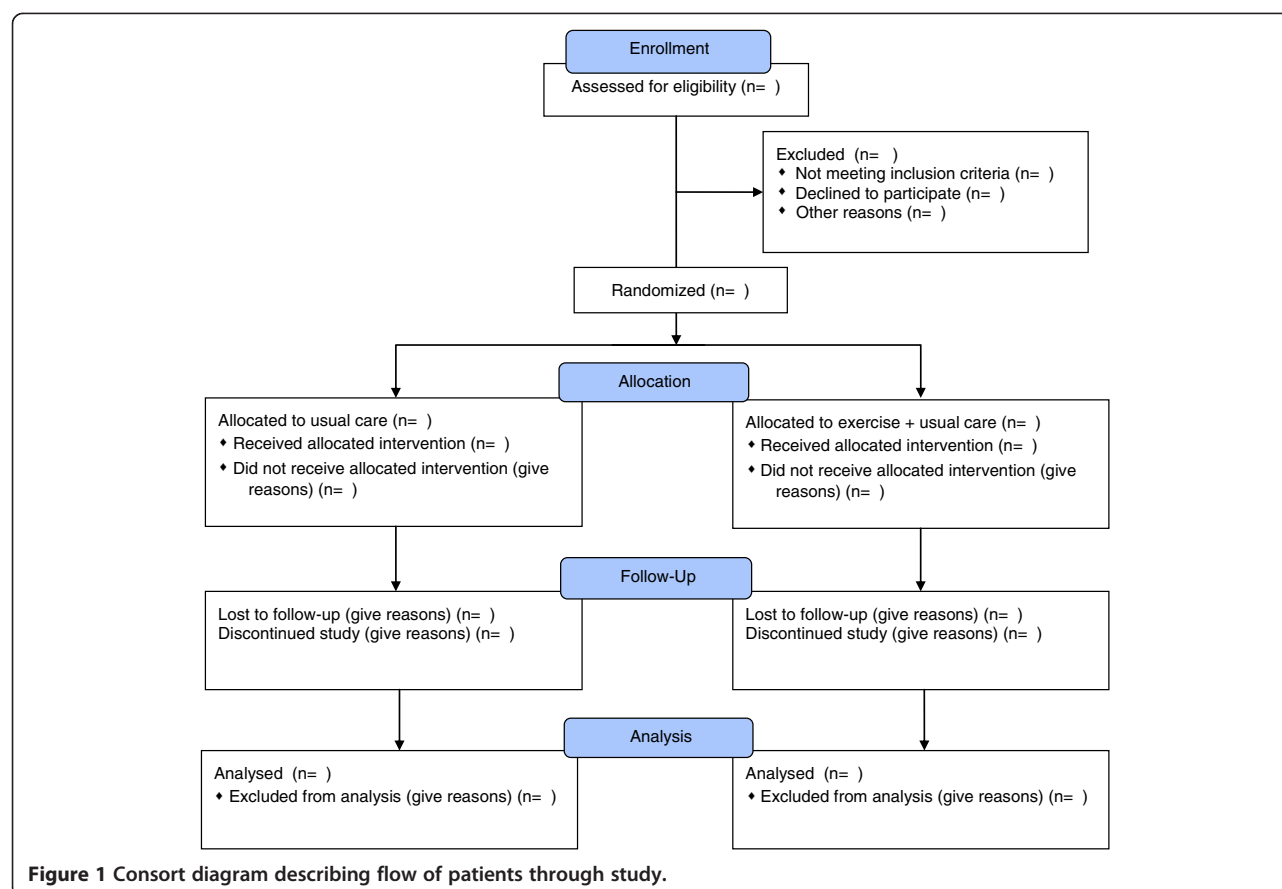 Enrollment
Assessed for eligibility (n=  )
Excluded  (n=  )
♦ Not meeting inclusion criteria (n=  )
♦ Declined to participate (n=  )
♦ Other reasons (n=  )
Randomized (n=  )
Allocation
Allocated to usual care (n=  )
♦ Received allocated intervention (n=  )
♦ Did not receive allocated intervention (give
reasons) (n=  )
Allocated to exercise + usual care (n=  )
♦ Received allocated intervention (n=  )
♦ Did not receive allocated intervention (give
reasons) (n=  )
Follow-Up
Lost to follow-up (give reasons) (n=  )
Discontinued study (give reasons) (n=  )
Lost to follow-up (give reasons) (n=  )
Discontinued study (give reasons) (n=  )
Analysis
Analysed  (n=  )
♦ Excluded from analysis (give reasons) (n=  )
Analysed  (n=  )
♦ Excluded from analysis (give reasons) (n=  )
Figure 1 Consort diagram describing flow of patients through study.